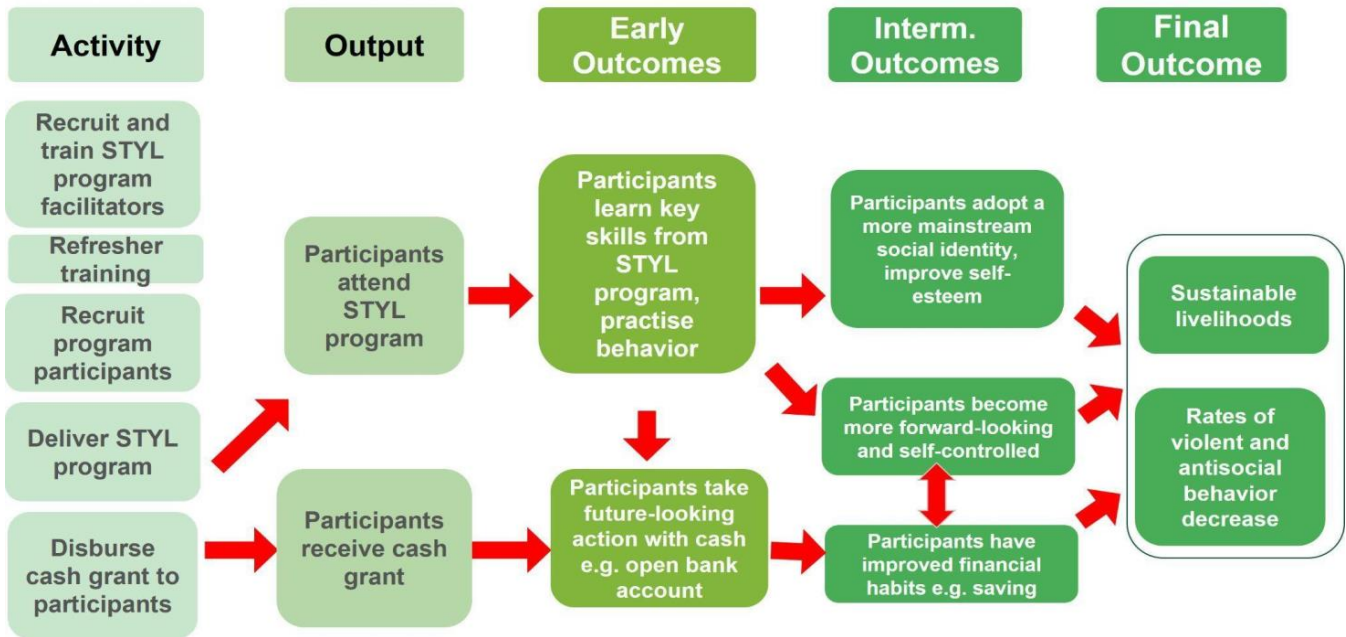 Activity
Output
Early
Outcomes
Interm.
Outcomes
Final
Outcome
Recruit and
train STYL
program
facilitators
Refresher
training
Recruit
program
participants
Deliver STYL
program
Disburse
cash grant to
participants
Participants
attend
STYL
program
Participants
receive cash
grant
Participants
learn key
skills from
STYL
program,
practise
behavior
Participants take
future-looking
action with cash
e.g. open bank
account
Participants adopt a
more mainstream
social identity,
improve self-
esteem
Participants become
more forward-looking
and self-controlled
Participants have
improved financial
habits e.g. saving
Sustainable
livelihoods
Rates of
violent and
antisocial
behavior
decrease